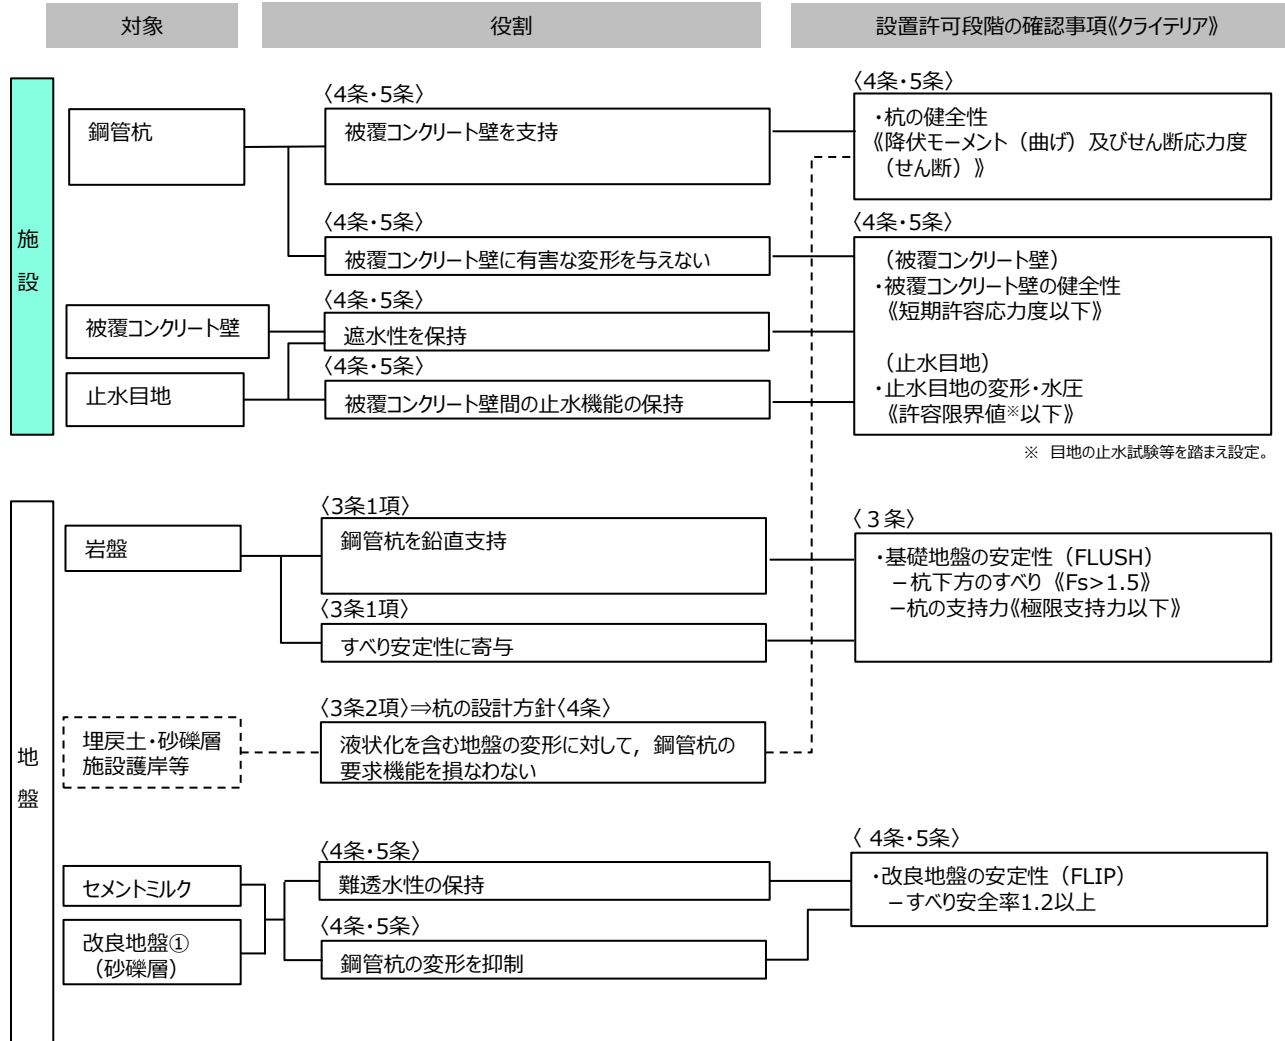 対象
役割
設置許可段階の確認事項《クライテリア》
施
設
鋼管杭
〈4条・5条〉
被覆コンクリート壁を支持
〈4条・5条〉
・杭の健全性
《降伏モーメント（曲げ）及びせん断応力度
（せん断）》
〈4条・5条〉
被覆コンクリート壁に有害な変形を与えない
被覆コンクリート壁
〈4条・5条〉
遮水性を保持
止水目地
〈4条・5条〉
被覆コンクリート壁間の止水機能の保持
〈4条・5条〉
（被覆コンクリート壁）
・被覆コンクリート壁の健全性
《短期許容応力度以下》
（止水目地）
・止水目地の変形・水圧
《許容限界値※以下》
※ 目地の止水試験等を踏まえ設定。
地
盤
岩盤
〈3条1項〉
鋼管杭を鉛直支持
〈3条1項〉
すべり安定性に寄与
〈３条〉
・基礎地盤の安定性（FLUSH）
－杭下方のすべり《Fs>1.5》
－杭の支持力《極限支持力以下》
埋戻土・砂礫層
施設護岸等
〈3条2項〉⇒杭の設計方針〈4条〉
液状化を含む地盤の変形に対して，鋼管杭の
要求機能を損なわない
セメントミルク
改良地盤①
（砂礫層）
〈4条・5条〉
難透水性の保持
〈4条・5条〉
鋼管杭の変形を抑制
〈 4条・5条〉
・改良地盤の安定性（FLIP）
－すべり安全率1.2以上